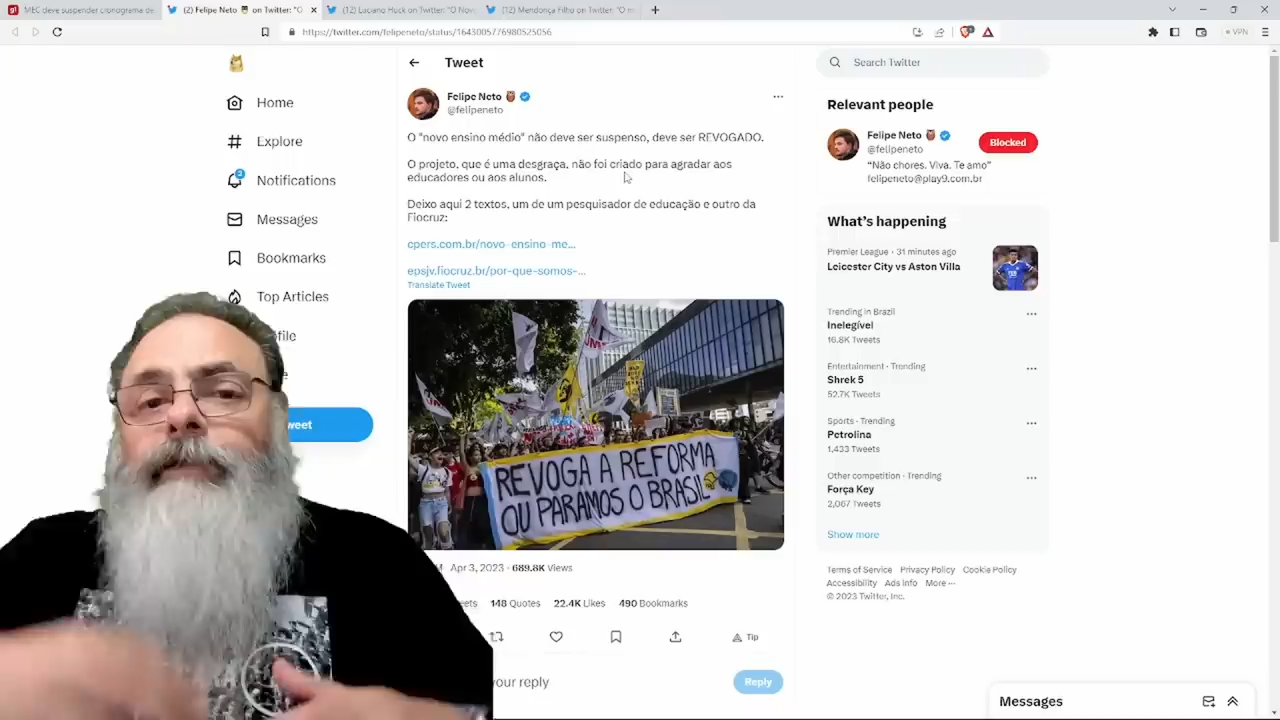 MEC deve suspender cronograma de
(2) Felipe Neto 🦉 on Twitter: "O
(12) Luciano Huck on Twitter: "O Novo
(12) Mendonça Filho on Twitter: "O m
https://twitter.com/felipeneto/status/1643005776980525056
VPN
Home
Explore
2
Notifications
Messages
Bookmarks
Top Articles
ofile
e
weet
Tweet
Felipe Neto 🦉
@felipeneto
O "novo ensino médio" não deve ser suspenso, deve ser REVOGADO.
O projeto, que é uma desgraça, não foi criado para agradar aos
educadores ou aos alunos.
Deixo aqui 2 textos, um de um pesquisador de educação e outro da
Fiocruz:
cpers.com.br/novo-ensino-me...
epsjv.fiocruz.br/por-que-somos-...
Translate Tweet
REVOGA A REFORMA
OU PARAMOS O BRASIL
M Apr 3, 2023 · 689.8K Views
eets 148 Quotes 22.4K Likes 490 Bookmarks
Tip
your reply
Reply
Search Twitter
Relevant people
Felipe Neto 🦉
@felipeneto
Blocked
"Não chores. Viva. Te amo"
felipeneto@play9.com.br
What's happening
Premier League · 31 minutes ago
Leicester City vs Aston Villa
Trending in Brazil
Inelegível
16.8K Tweets
Entertainment · Trending
Shrek 5
52.7K Tweets
Sports · Trending
Petrolina
1,433 Tweets
Other competition · Trending
Força Key
2,067 Tweets
Show more
Terms of Service Privacy Policy Cookie Policy
Accessibility Ads info More ···
© 2023 Twitter, Inc.
Messages